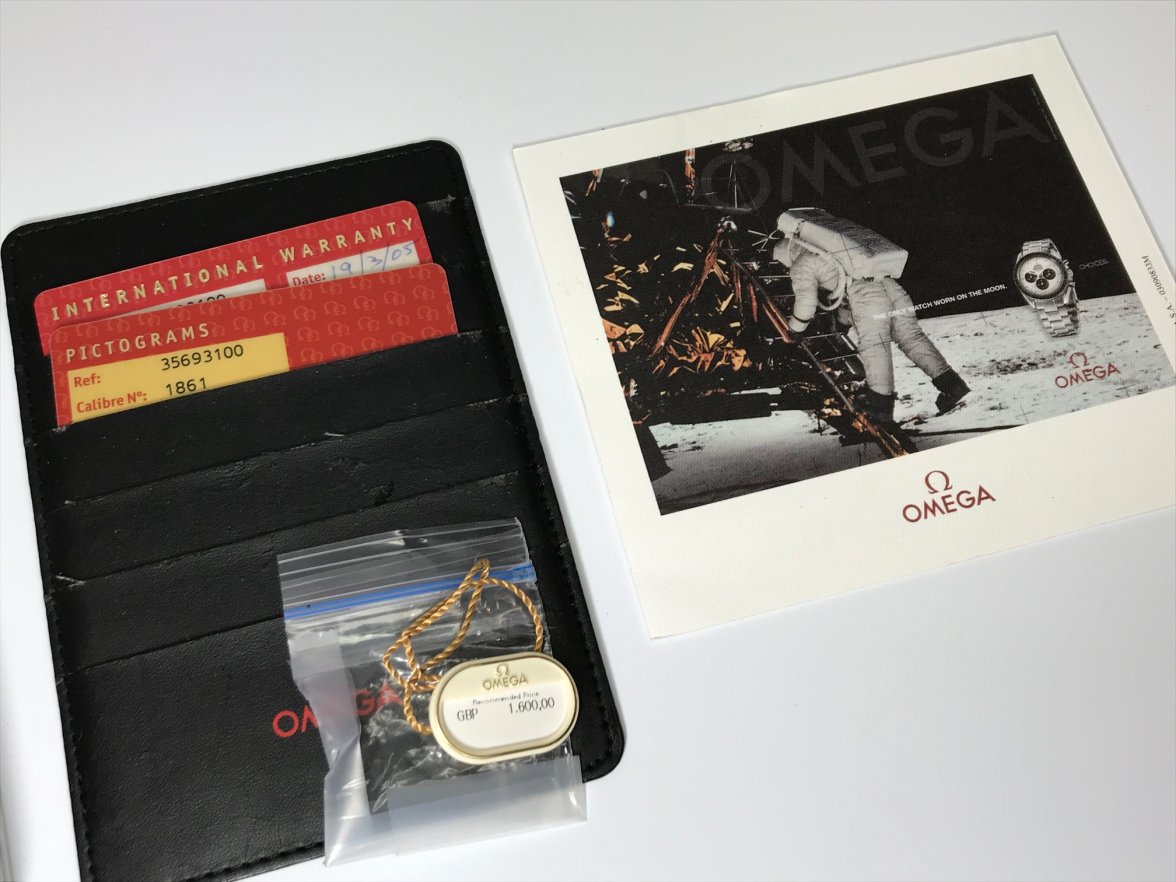 INTERNATIONAL WARRANTY
Date: 19/3/05
PICTOGRAMS
Ref: 35693100
Calibre Nº: 1861
OMEGA
OMEGA
Recommended Price
GBP 1.600,00
OMEGA
THE ONLY WATCH WORN ON THE MOON.
CHOICES.
OMEGA
OMEGA